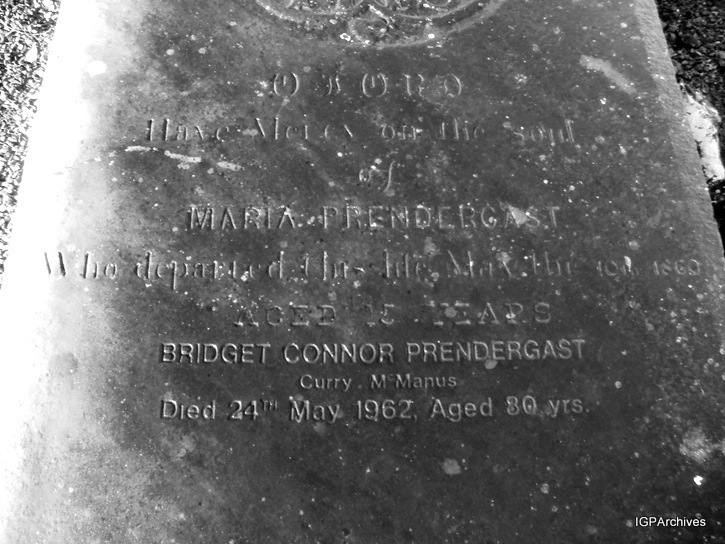 O LORD
Have Mercy on the soul
of
MARIA PRENDERGAST
Who departed this life May the 10th
AGED YEARS
BRIDGET CONNOR PRENDERGAST
Curry McManus
Died 24TH May 1962, Aged 80 yrs.
IGPArchives